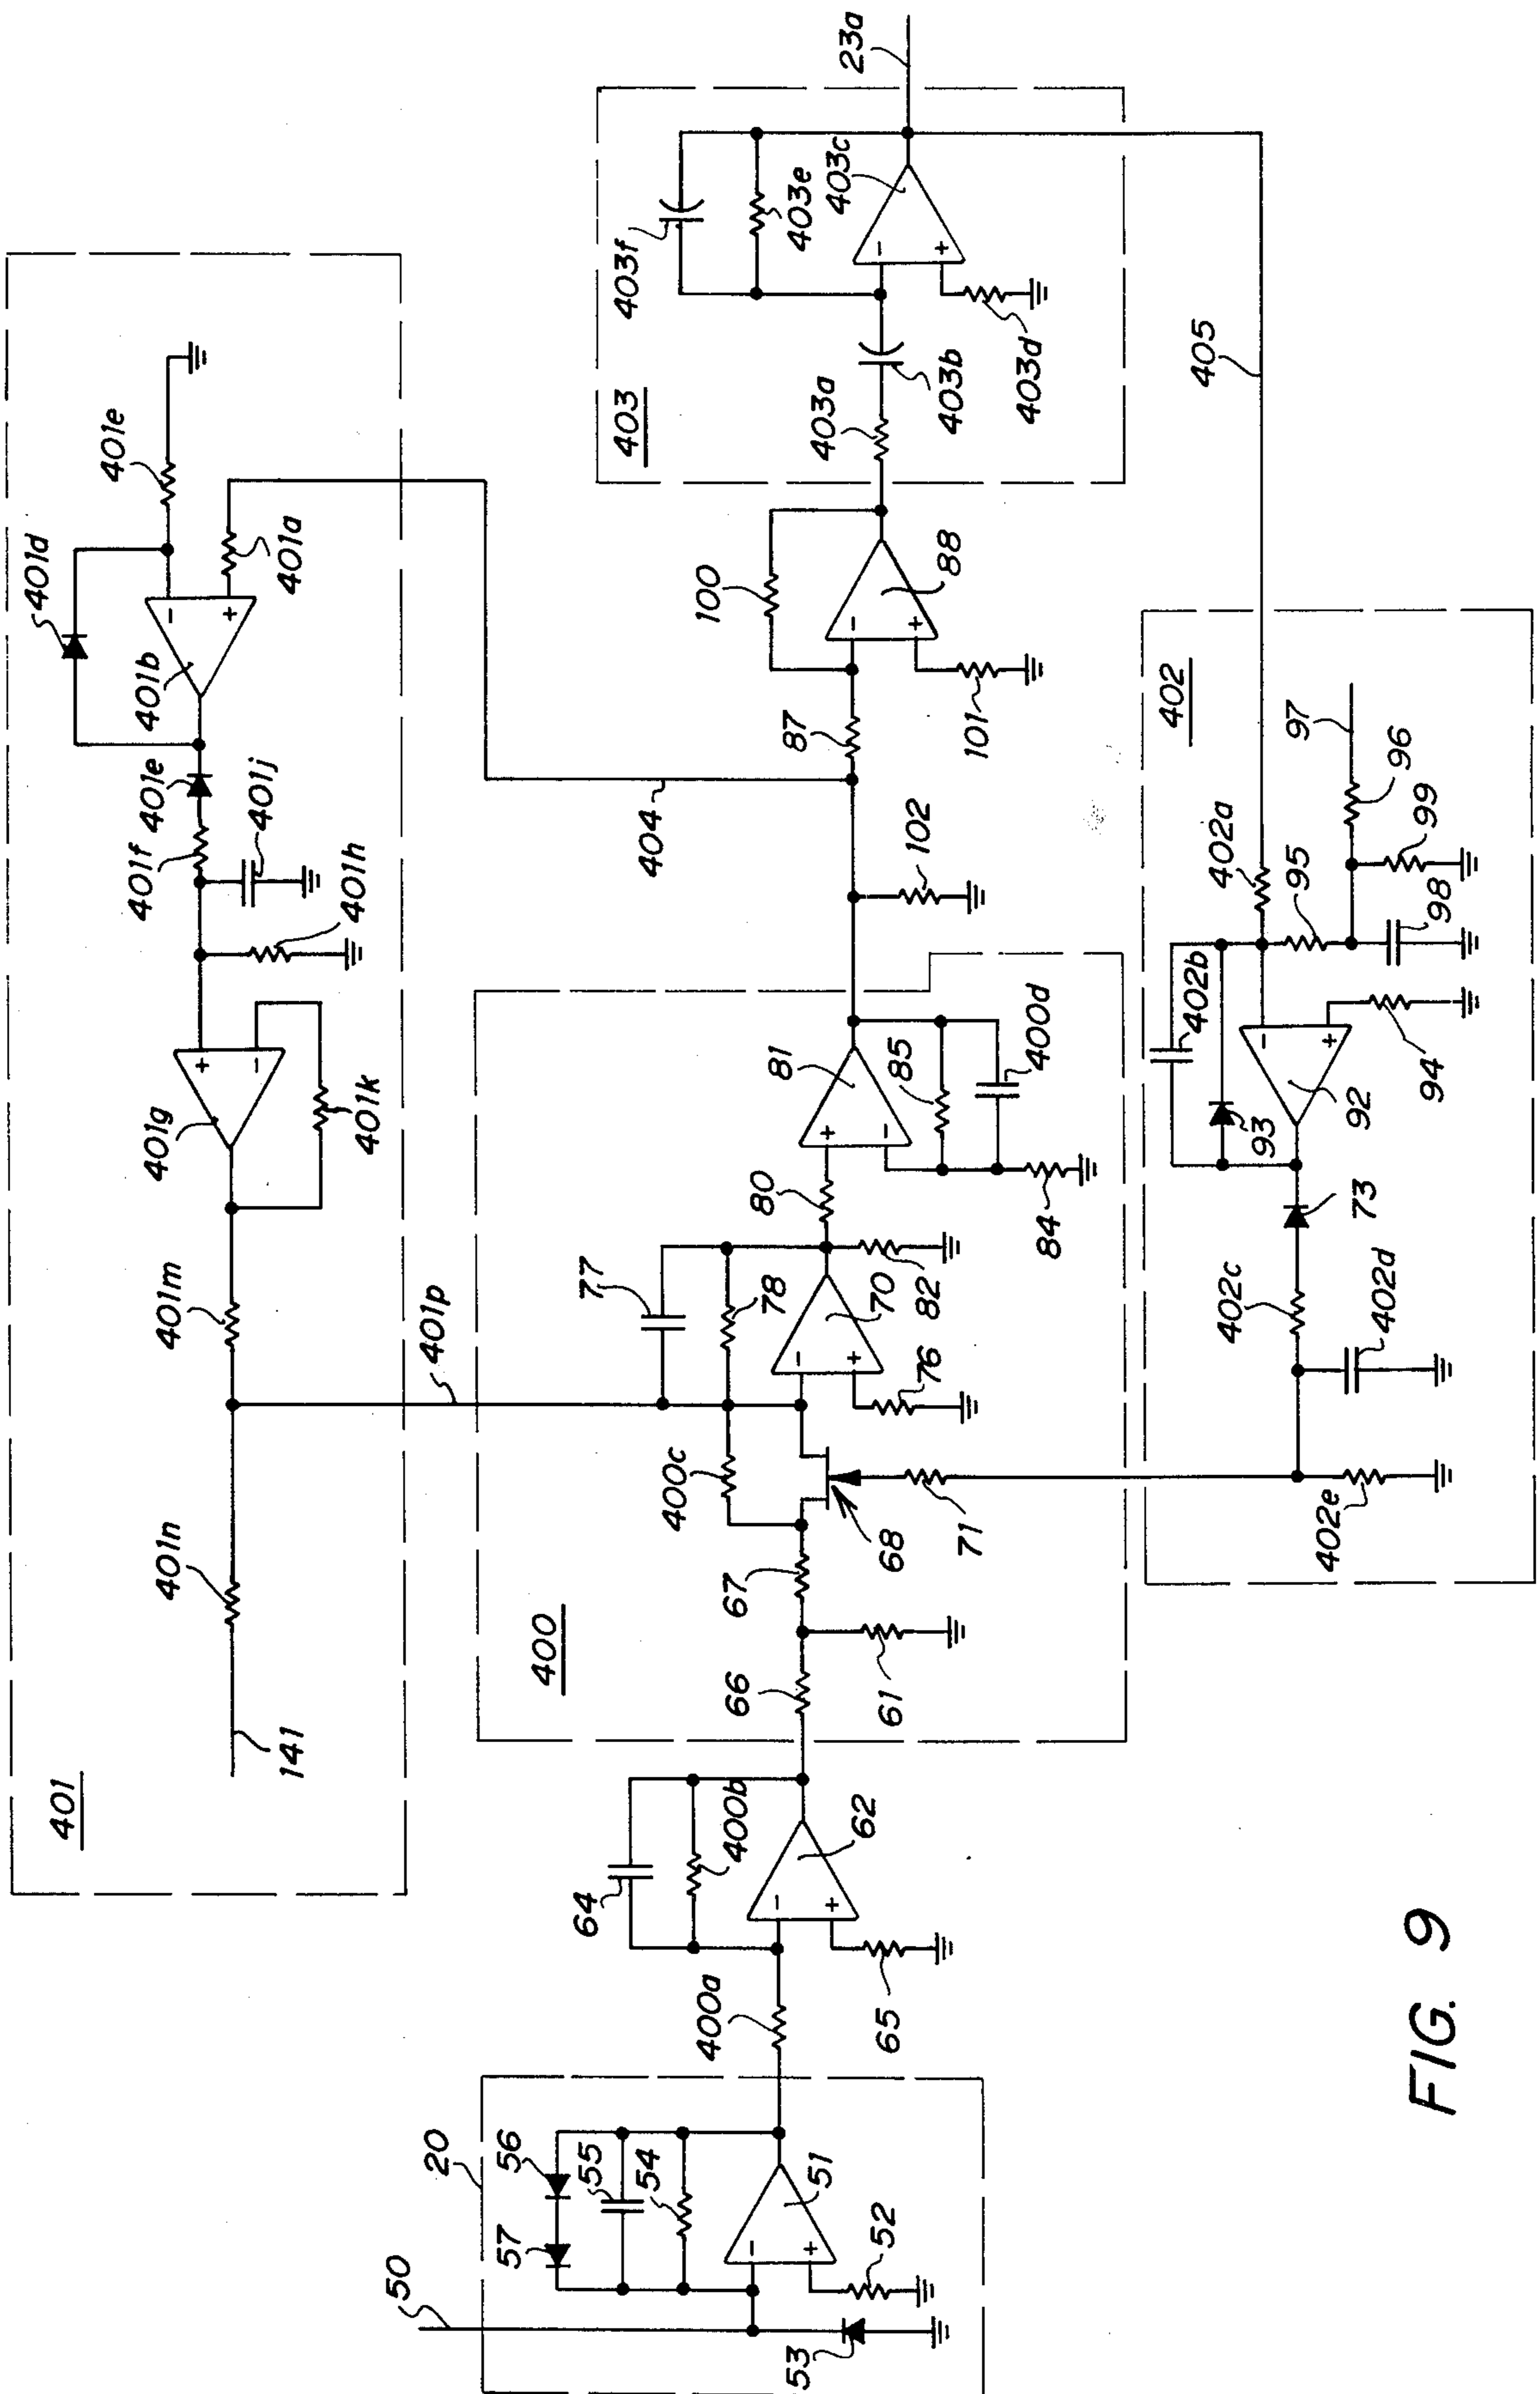 401
141
401n
401m
401g
401k
401f
401e
401j
401h
401b
401d
401e
401a
401p
404
-
+
+
-
50
20
57
56
55
54
51
-
+
52
53
400a
64
400b
62
-
+
65
400
66
61
67
400c
68
71
77
78
70
-
+
76
82
80
81
+
-
85
400d
84
102
87
100
88
-
+
101
403
403a
403b
403f
403e
403c
-
+
403d
23a
405
402
402e
402c
402d
73
93
402b
92
-
+
94
95
402a
98
99
96
97
FIG. 9